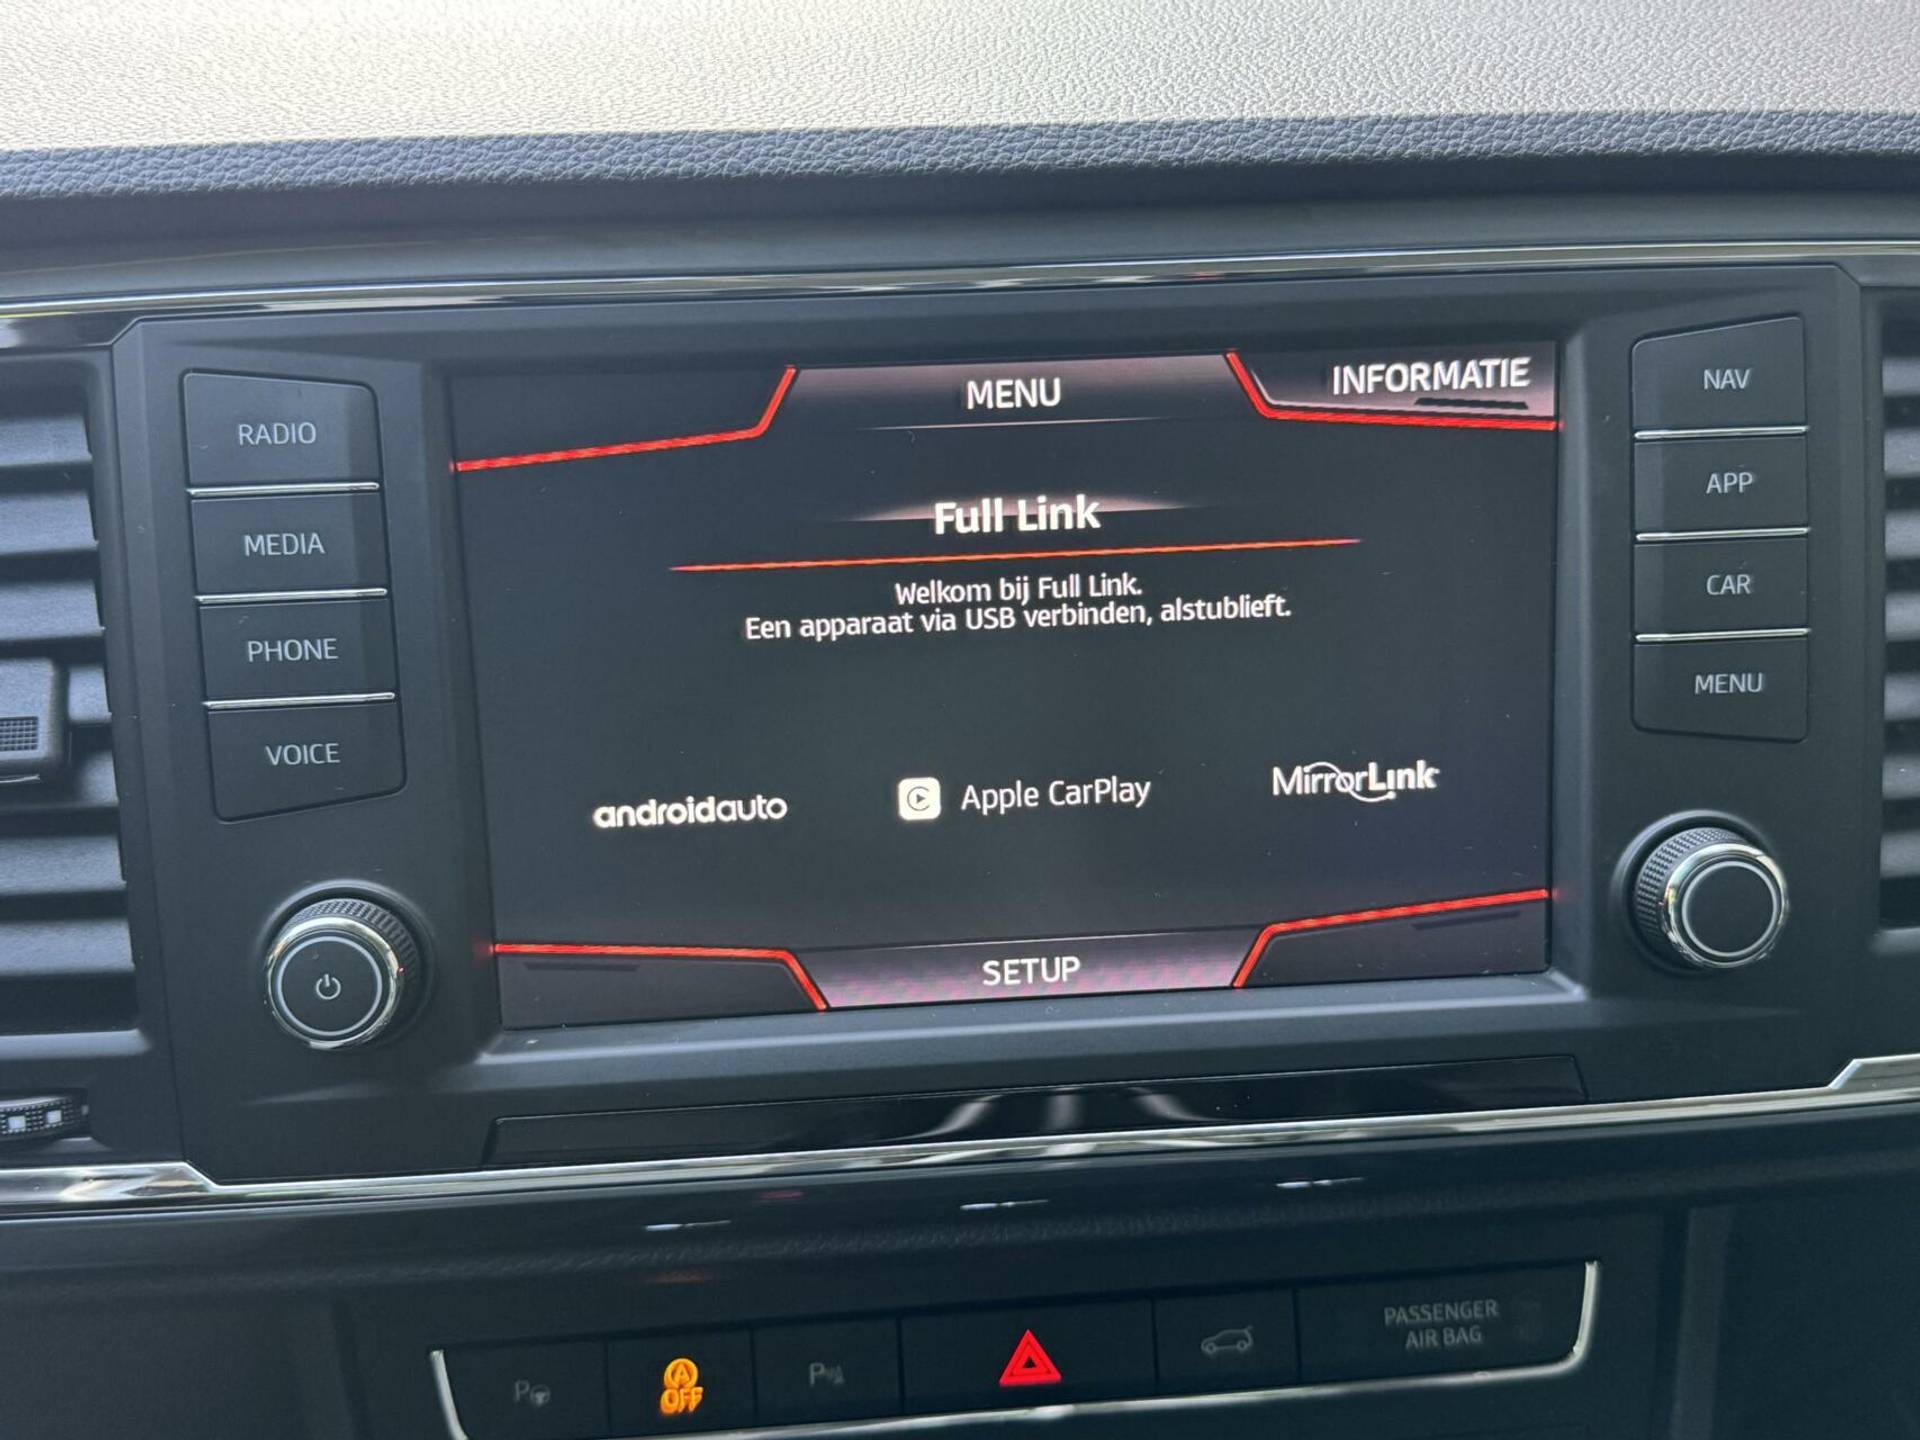 MENU
INFORMATIE
Full Link
Welkom bij Full Link.
Een apparaat via USB verbinden, alstublieft.
androidauto
Apple CarPlay
MirrorLink
SETUP
RADIO
MEDIA
PHONE
VOICE
NAV
APP
CAR
MENU
P
A
OFF
P
PASSENGER
AIR BAG